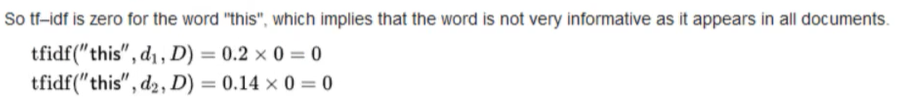 So tf–idf is zero for the word "this", which implies that the word is not very informative as it appears in all documents.
tfidf("this", d₁, D) = 0.2 × 0 = 0
tfidf("this", d₂, D) = 0.14 × 0 = 0